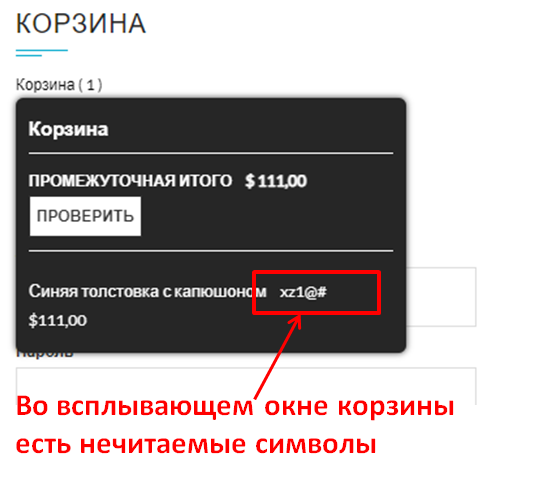 КОРЗИНА
Корзина ( 1 )
Корзина
ПРОМЕЖУТОЧНАЯ ИТОГО $ 111,00
ПРОВЕРИТЬ
Синяя толстовка с капюшоном xz1@#
$111,00
Пароль
Во всплывающем окне корзины
есть нечитаемые символы